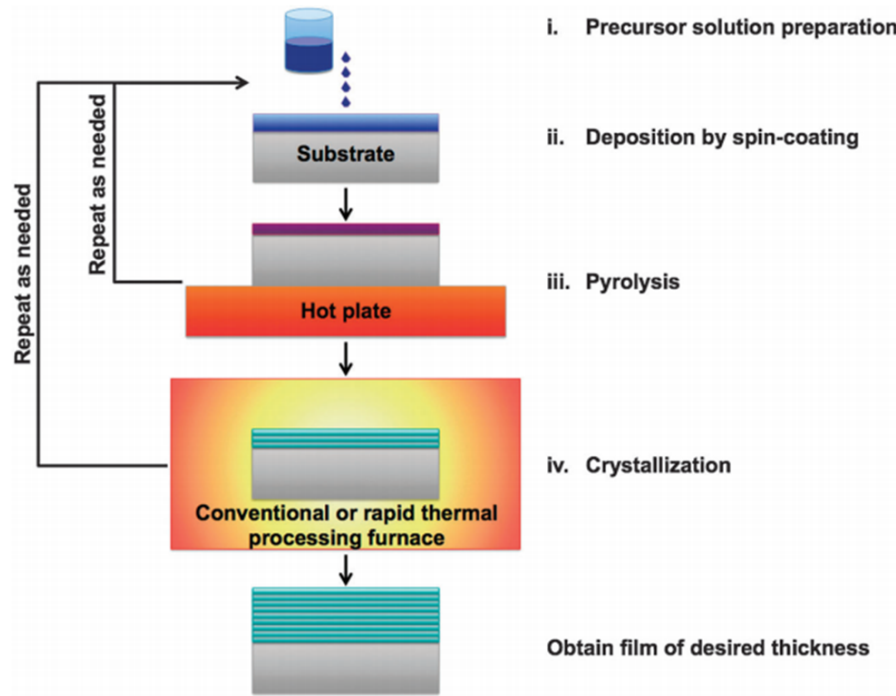 i. Precursor solution preparation
ii. Deposition by spin-coating
Substrate
Repeat as needed
Repeat as needed
iii. Pyrolysis
Hot plate
iv. Crystallization
Conventional or rapid thermal
processing furnace
Obtain film of desired thickness